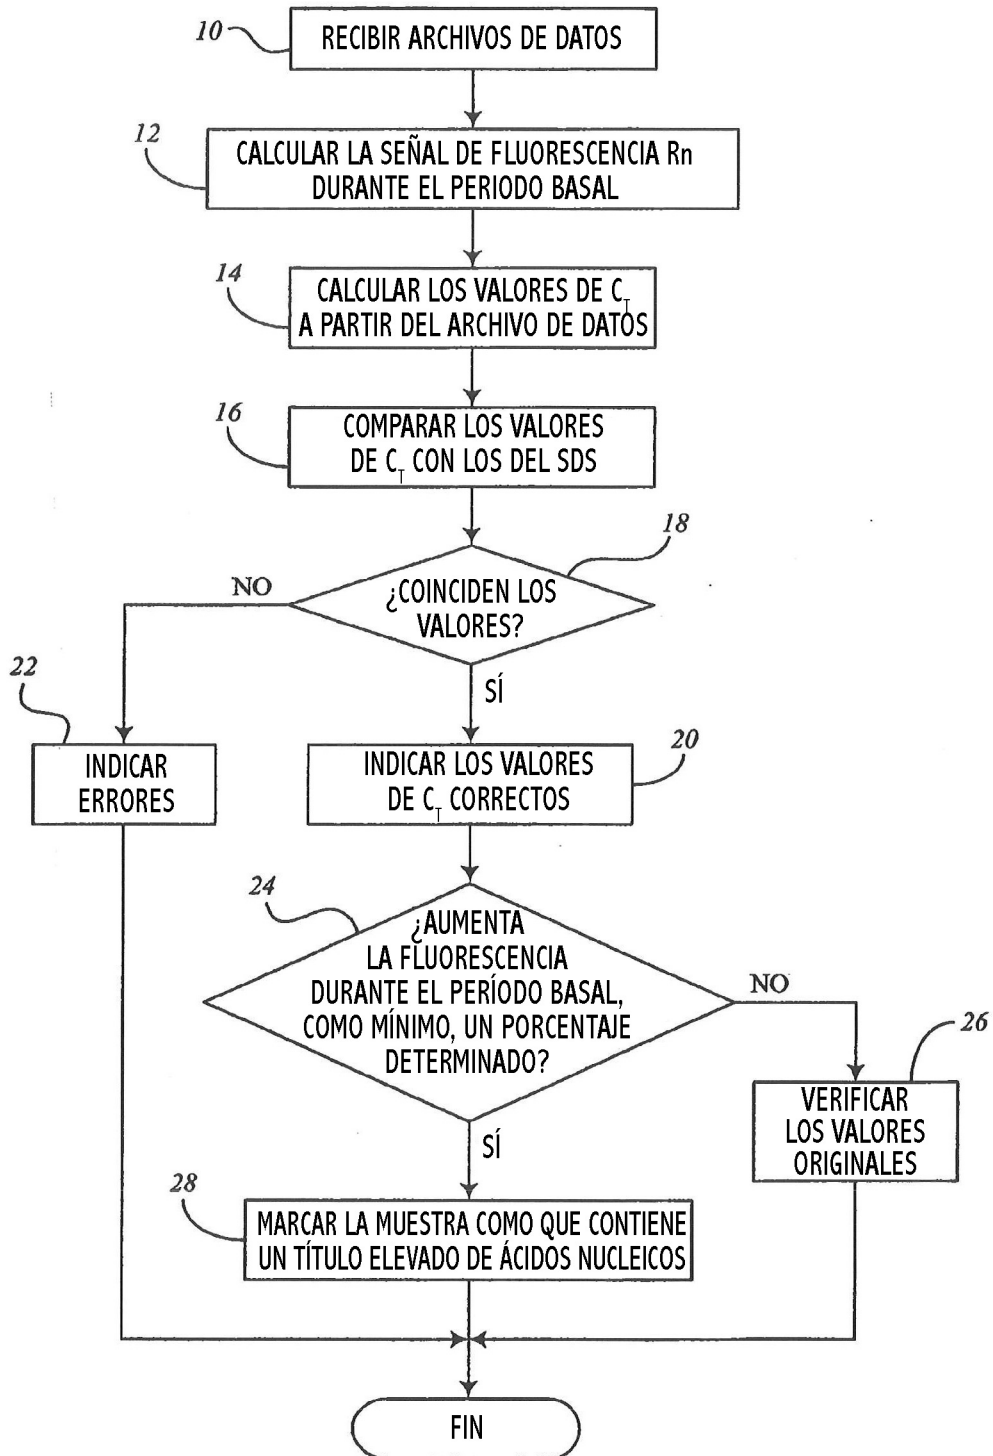 10
RECIBIR ARCHIVOS DE DATOS
12
CALCULAR LA SEÑAL DE FLUORESCENCIA Rn
DURANTE EL PERIODO BASAL
14
CALCULAR LOS VALORES DE CT
A PARTIR DEL ARCHIVO DE DATOS
16
COMPARAR LOS VALORES
DE CT CON LOS DEL SDS
18
¿COINCIDEN LOS
VALORES?
NO
SÍ
22
INDICAR
ERRORES
20
INDICAR LOS VALORES
DE CT CORRECTOS
24
¿AUMENTA
LA FLUORESCENCIA
DURANTE EL PERÍODO BASAL,
COMO MÍNIMO, UN PORCENTAJE
DETERMINADO?
NO
26
VERIFICAR
LOS VALORES
ORIGINALES
SÍ
28
MARCAR LA MUESTRA COMO QUE CONTIENE
UN TÍTULO ELEVADO DE ÁCIDOS NUCLEICOS
FIN